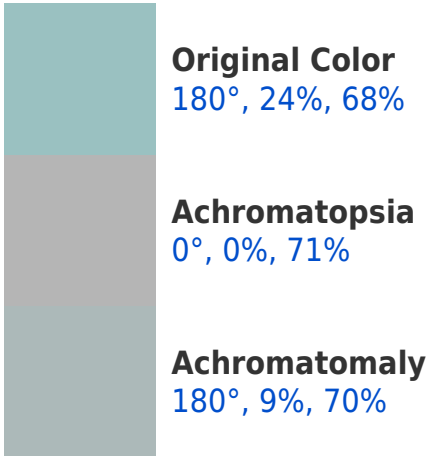 Original Color
180°, 24%, 68%
Achromatopsia
0°, 0%, 71%
Achromatomaly
180°, 9%, 70%